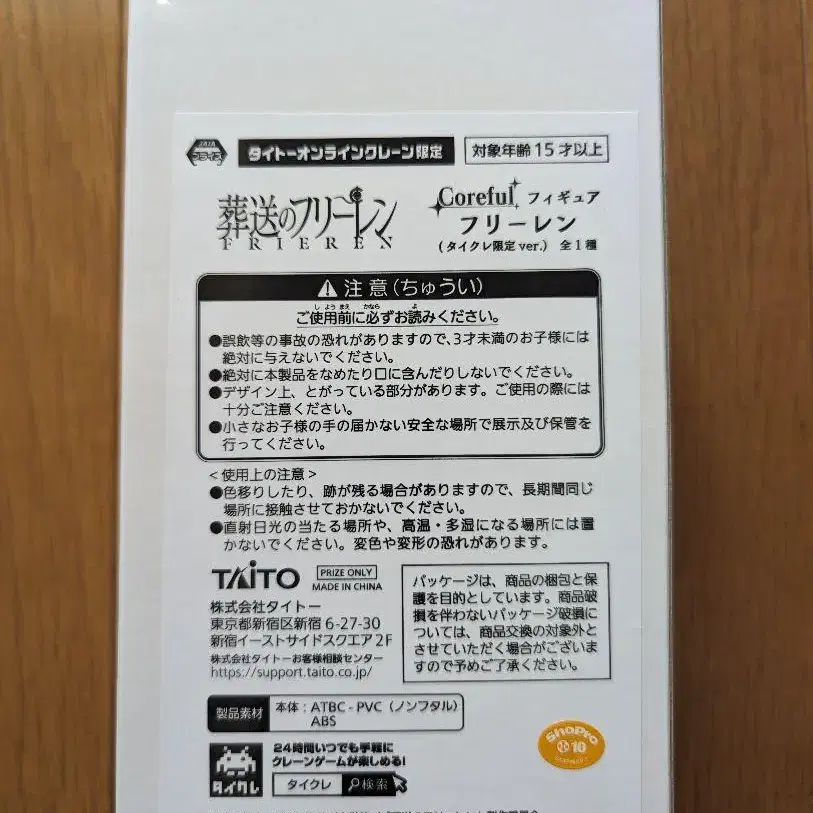 JAIA
プライズ
タイトーオンラインクレーン限定
対象年齢15才以上
葬送のフリーレン
FRIEREN
Coreful フィギュア
フリーレン
(タイクレ限定ver.) 全1種
注意(ちゅうい)
ご使用前に必ずお読みください。
●誤飲等の事故の恐れがありますので、3才未満のお子様には
絶対に与えないでください。
●絶対に本製品をなめたり口に含んだりしないでください。
●デザイン上、とがっている部分があります。ご使用の際には
十分ご注意ください。
●小さなお子様の手の届かない安全な場所で展示及び保管を
行ってください。
<使用上の注意>
●色移りしたり、跡が残る場合がありますので、長期間同じ
場所に接触させておかないでください。
●直射日光の当たる場所や、高温・多湿になる場所には置
かないでください。変色や変形の恐れがあります。
TAITO
PRIZE ONLY
MADE IN CHINA
株式会社タイトー
東京都新宿区新宿6-27-30
新宿イーストサイドスクエア2F
株式会社タイトーお客様相談センター
https://support.taito.co.jp/
パッケージは、商品の梱包と保
護を目的としています。商品破
損を伴わないパッケージ破損に
ついては、商品交換の対象外と
させていただく場合がございま
すので予めご了承ください。
製品素材
本体:ATBC-PVC(ノンフタル)
ABS
ShoPro
10
24時間いつでも手軽に
クレーンゲームが楽しめる!
タイクレ
タイクレ
検索